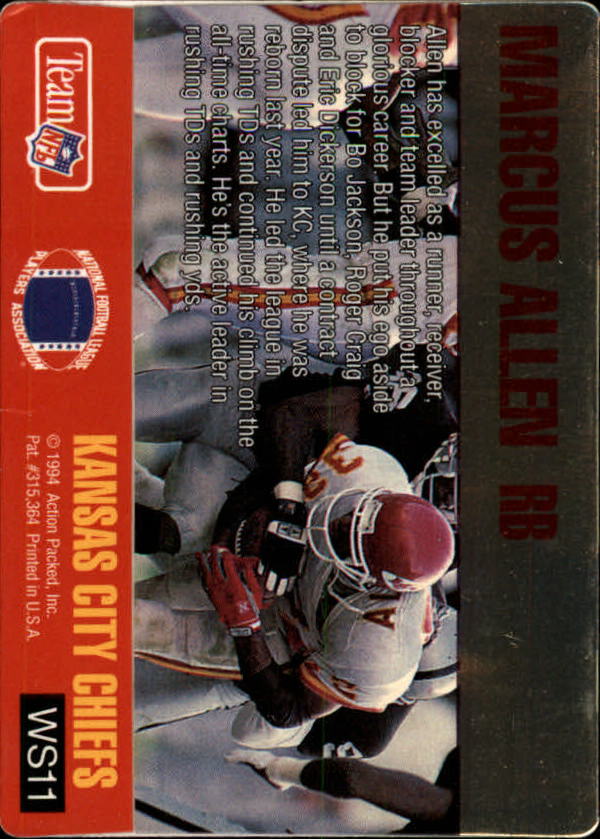 MARCUS ALLEN RB
Allen has excelled as a runner, receiver,
blocker and team leader throughout a
glorious career. But he put his ego aside
to block for Bo Jackson, Roger Craig
and Eric Dickerson until a contract
dispute led him to KC, where he was
reborn last year. He led the league in
rushing TDs and continued his climb on the
all-time charts. He's the active leader in
rushing TDs and rushing yds.
Team
NFL
NATIONAL FOOTBALL LEAGUE
PLAYERS ASSOCIATION
KANSAS CITY CHIEFS
© 1994 Action Packed, Inc.
Pat. #315,364 Printed in U.S.A.
WS11